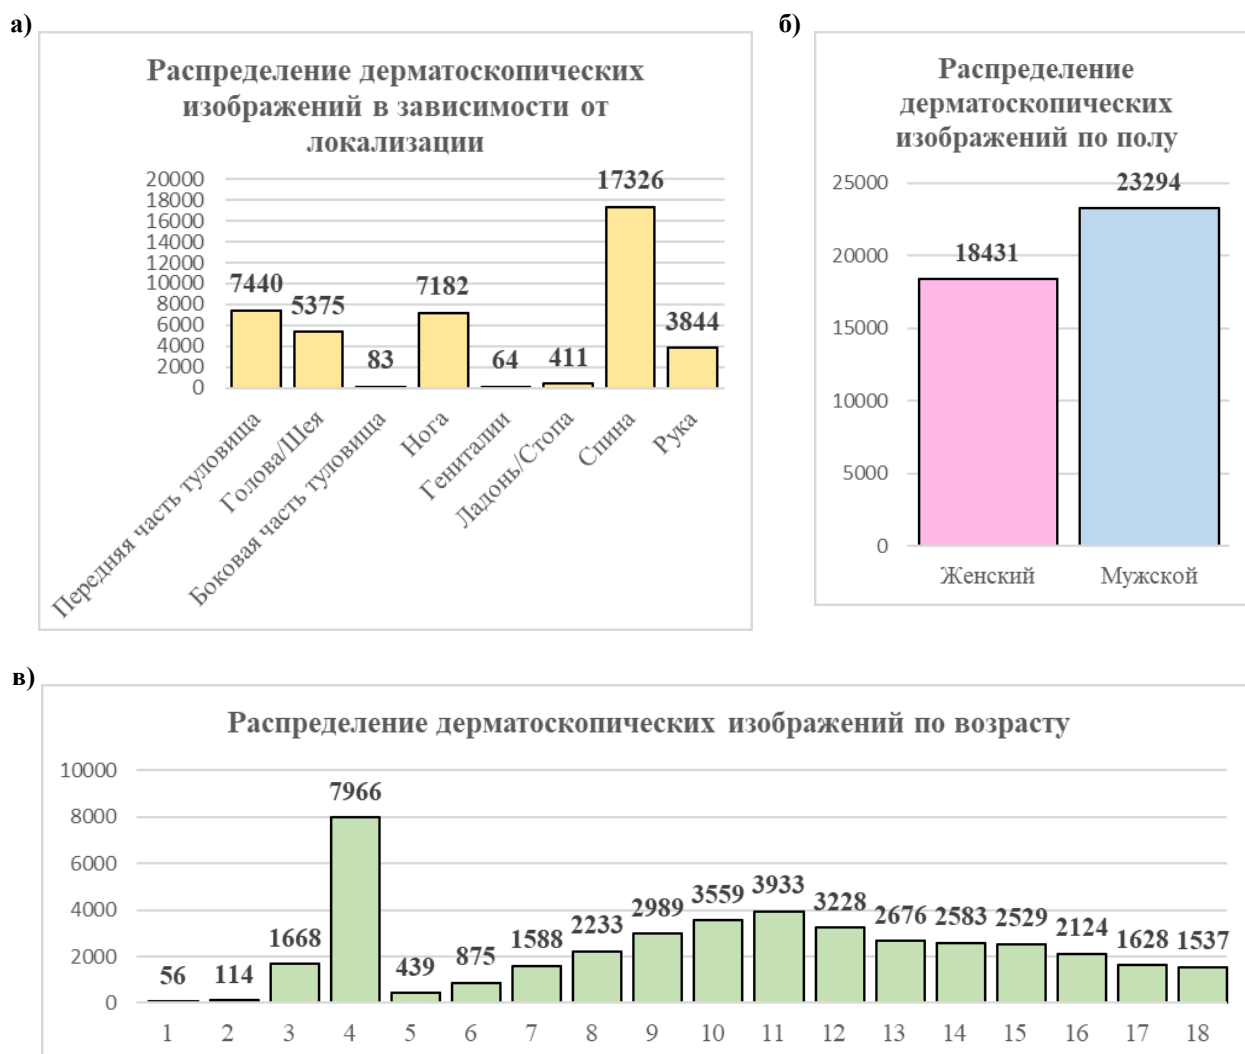 а)
Распределение дерматоскопических
изображений в зависимости от
локализации
20000
18000
16000
14000
12000
10000
8000
6000
4000
2000
0
7440
5375
83
7182
64
411
17326
3844
Передняя часть туловища
Голова/Шея
Боковая часть туловища
Нога
Гениталии
Ладонь/Стопа
Спина
Рука
б)
Распределение
дерматоскопических
изображений по полу
25000
20000
15000
10000
5000
0
18431
23294
Женский
Мужской
в)
Распределение дерматоскопических изображений по возрасту
10000
8000
6000
4000
2000
0
56
114
1668
7966
439
875
1588
2233
2989
3559
3933
3228
2676
2583
2529
2124
1628
1537
1 2 3 4 5 6 7 8 9 10 11 12 13 14 15 16 17 18